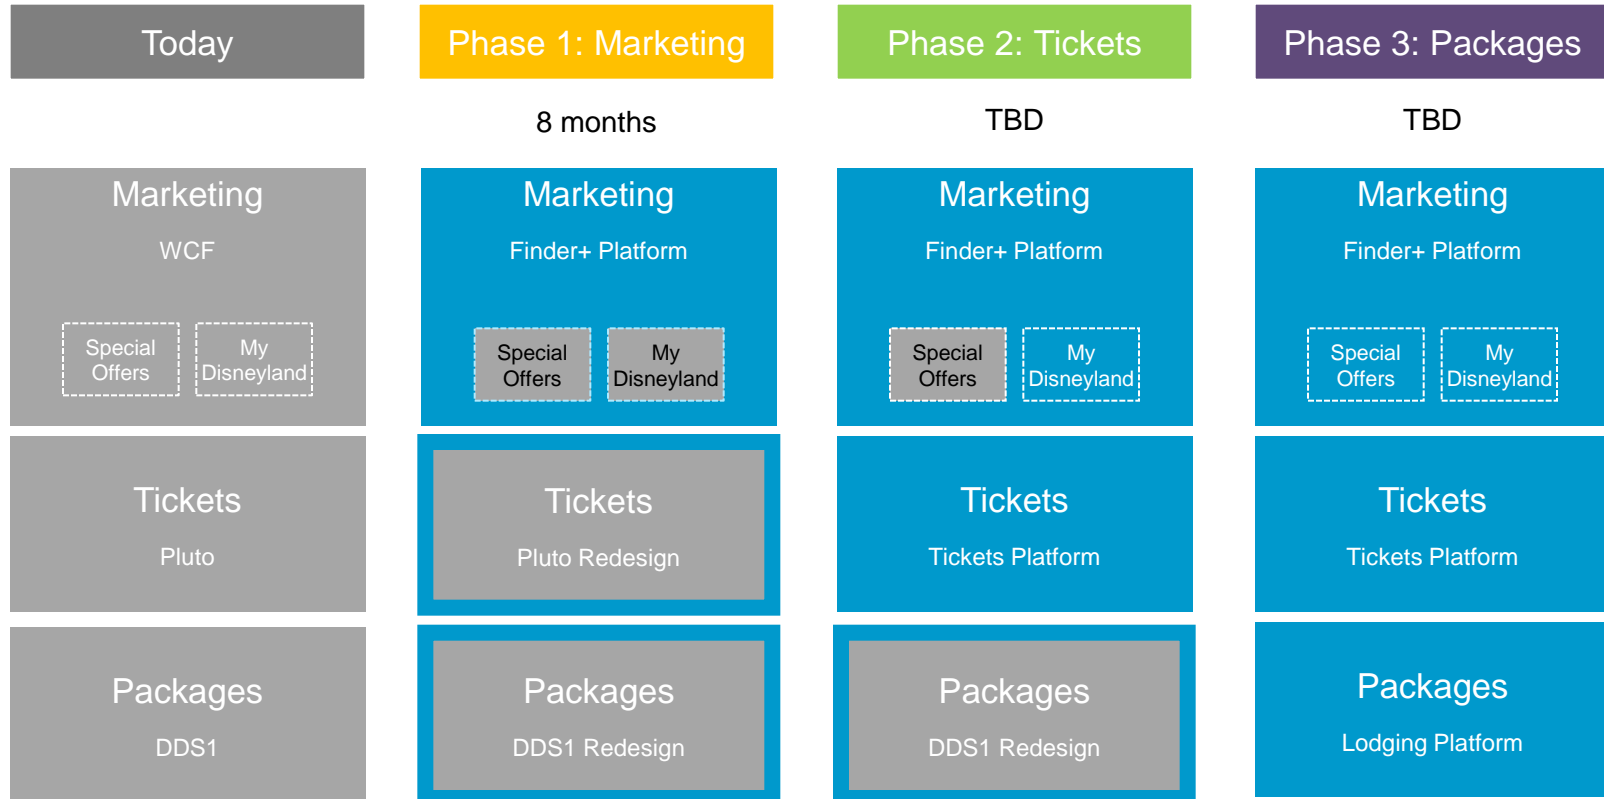 Today
Phase 1: Marketing
Phase 2: Tickets
Phase 3: Packages
8 months
TBD
TBD
Marketing
WCF
Special
Offers
My
Disneyland
Marketing
Finder+ Platform
Special
Offers
My
Disneyland
Marketing
Finder+ Platform
Special
Offers
My
Disneyland
Marketing
Finder+ Platform
Special
Offers
My
Disneyland
Tickets
Pluto
Tickets
Pluto Redesign
Tickets
Tickets Platform
Tickets
Tickets Platform
Packages
DDS1
Packages
DDS1 Redesign
Packages
DDS1 Redesign
Packages
Lodging Platform